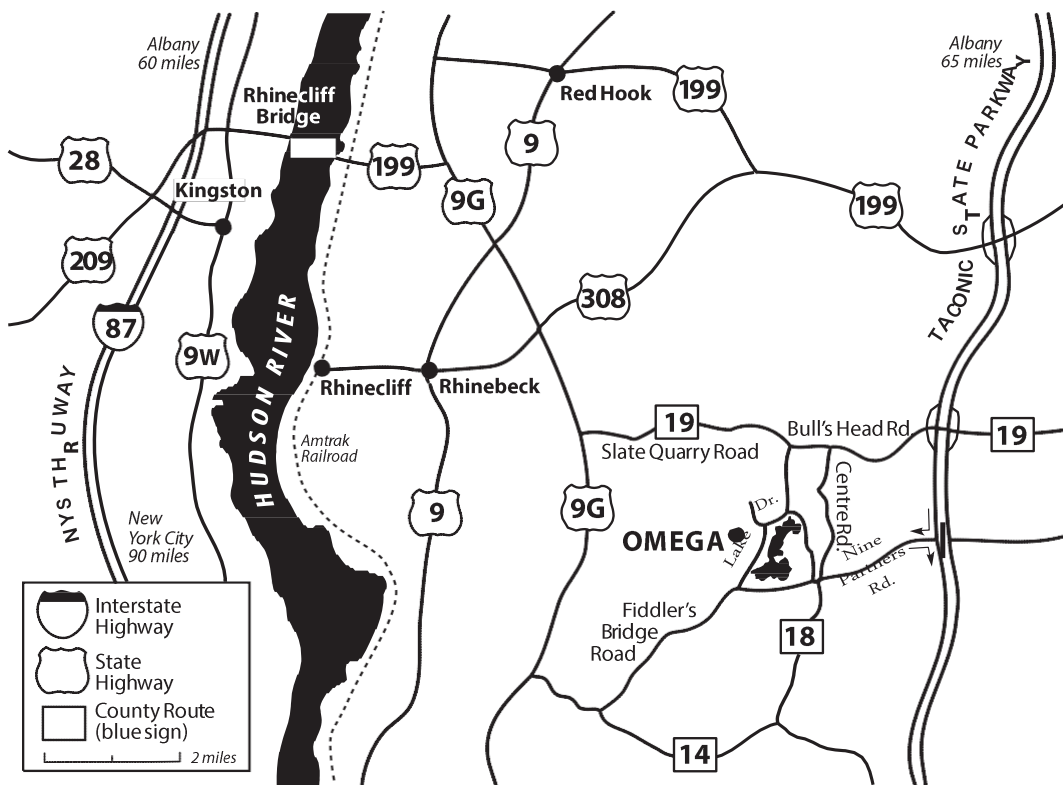 Albany
60 miles
Albany
65 miles
TACONIC STATE PARKWAY
Rhinecliff
Bridge
Red Hook
199
9
28
199
Kingston
9G
199
209
308
87
HUDSON RIVER
9W
Rhinecliff
Rhinebeck
NYS THRUWAY
Amtrak
Railroad
19
Bull's Head Rd
19
Slate Quarry Road
Centre Rd.
9
9G
Dr.
Lake
OMEGA
New
York City
90 miles
Nine
Partners
Rd.
Fiddler's
Bridge
Road
18
14
Interstate
Highway
State
Highway
County Route
(blue sign)
2 miles